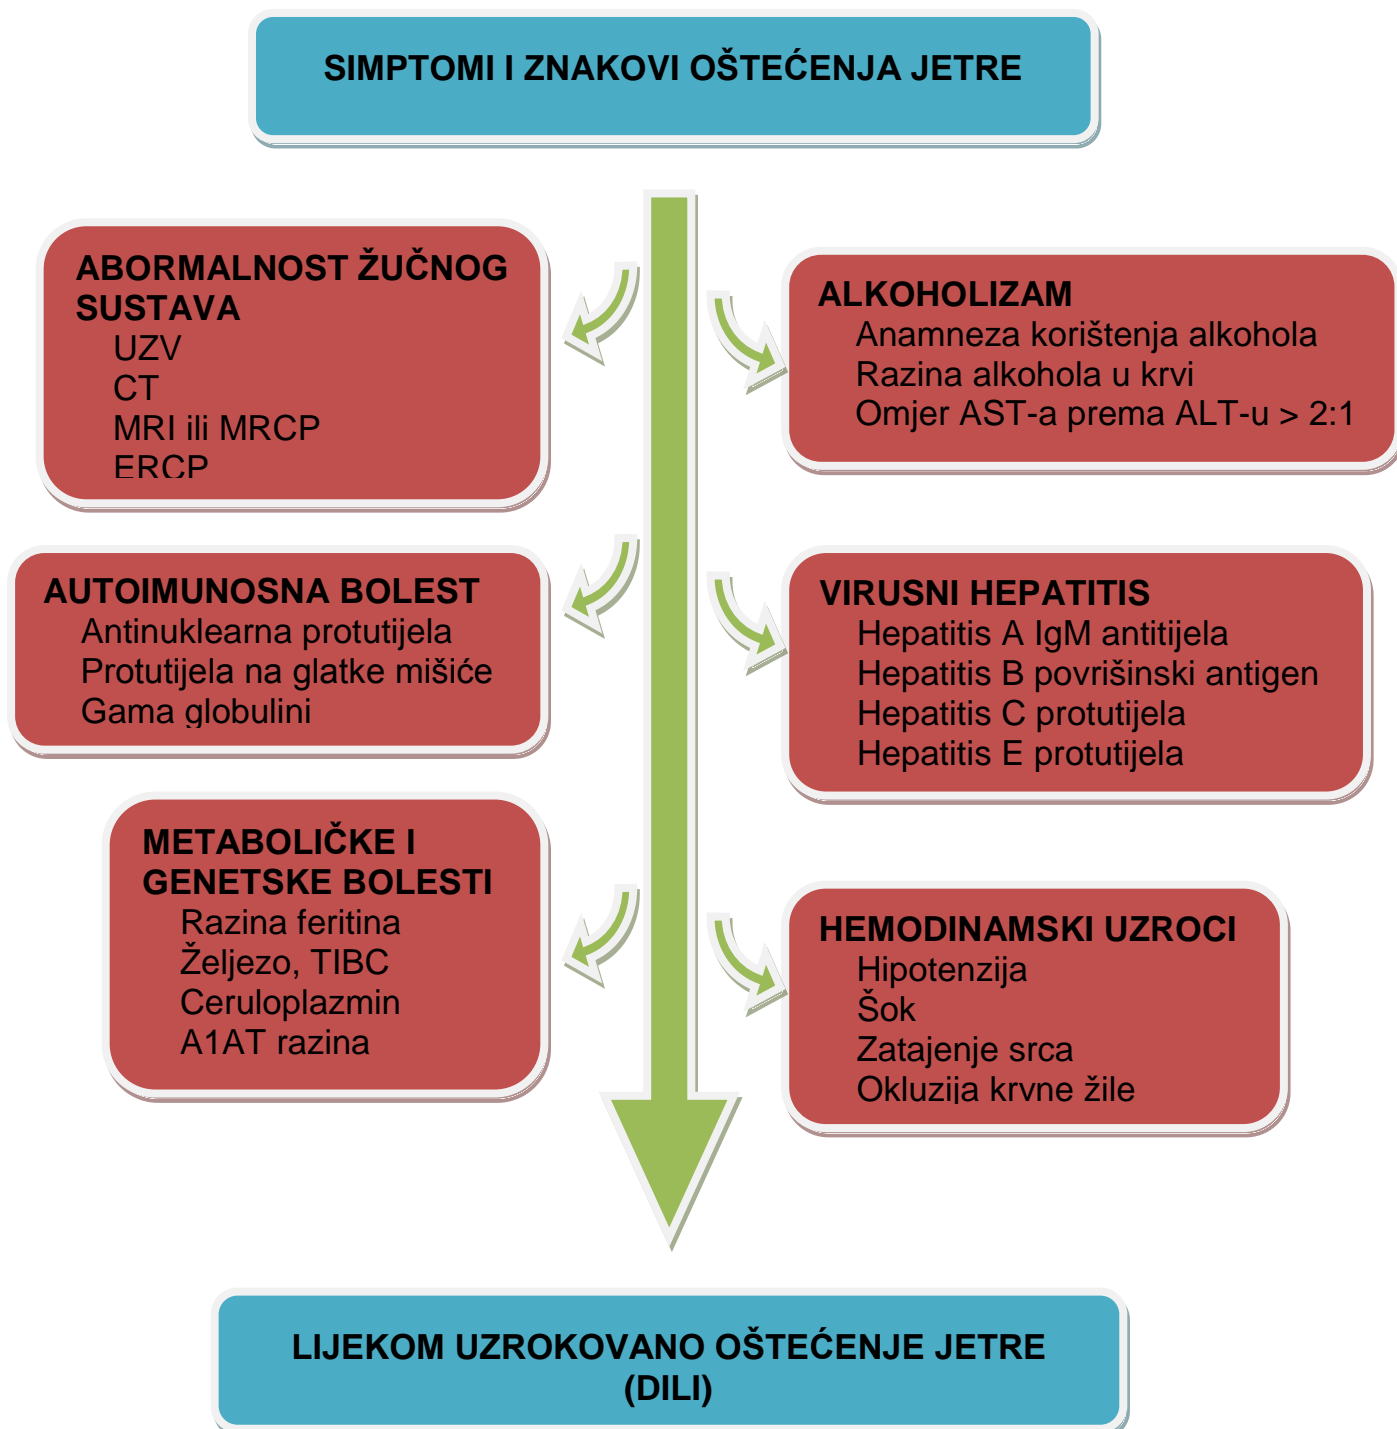 SIMPTOMI I ZNAKOVI OŠTEĆENJA JETRE
ABORMALNOST ŽUČNOG
SUSTAVA
UZV
CT
MRI ili MRCP
ERCP
ALKOHOLIZAM
Anamneza korištenja alkohola
Razina alkohola u krvi
Omjer AST-a prema ALT-u > 2:1
AUTOIMUNOSNA BOLEST
Antinuklearna protutijela
Protutijela na glatke mišiće
Gama globulini
VIRUSNI HEPATITIS
Hepatitis A IgM antitijela
Hepatitis B površinski antigen
Hepatitis C protutijela
Hepatitis E protutijela
METABOLIČKE I
GENETSKE BOLESTI
Razina feritina
Željezo, TIBC
Ceruloplazmin
A1AT razina
HEMODINAMSKI UZROCI
Hipotenzija
Šok
Zatajenje srca
Okluzija krvne žile
LIJEKOM UZROKOVANO OŠTEĆENJE JETRE
(DILI)